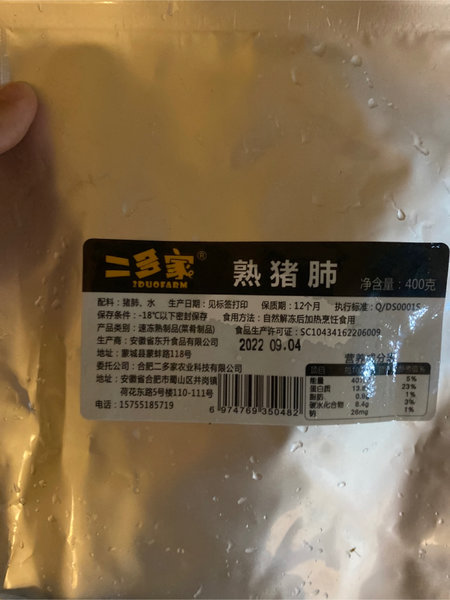 二多家®
2DUOFARM
熟猪肺
净含量：400克
配料：猪肺、水 生产日期：见标签打印 保质期：12个月 执行标准：Q/DS0001S
保存条件：-18℃以下密封保存 食用方法：自然解冻后加热烹饪食用
产品类别：速冻熟制品(菜肴制品) 食品生产许可证：SC10434162206009
生产商：安徽省东升食品有限公司
2022 09.04
地址：蒙城县蒙蚌路118号
委托公司：合肥二多家农业科技有限公司
地址：安徽省合肥市蜀山区井岗镇
荷花东路5号楼110-111号
电话：15755185719
6 974769 350482
营养成分表
项目
能量 5%
蛋白质 23%
脂肪 1%
碳水化合物 8.4g 3%
钠 26mg 1%